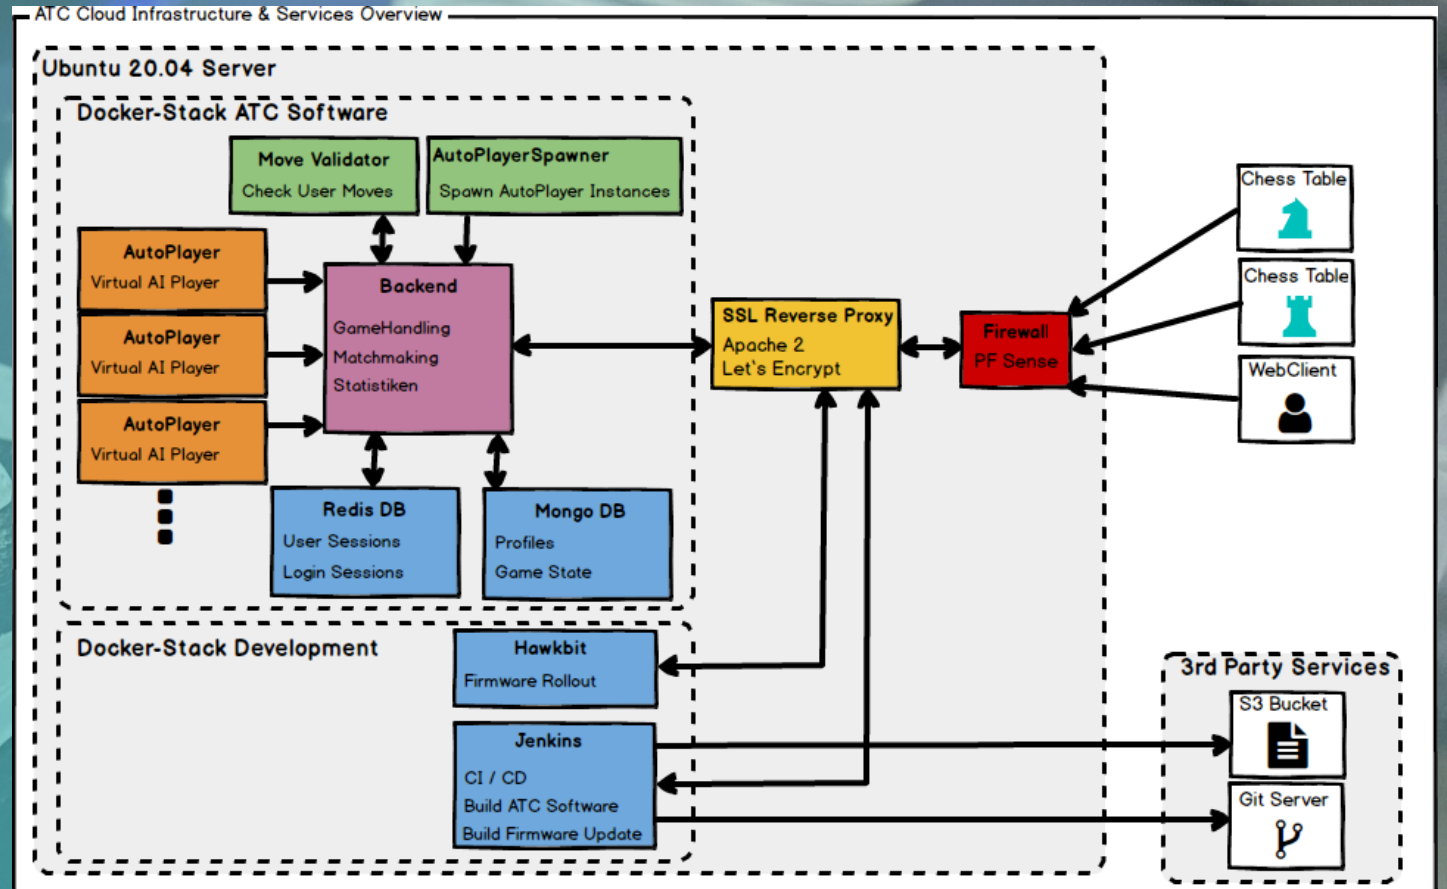 ATC Cloud Infrastructure & Services Overview
Ubuntu 20.04 Server
Docker-Stack ATC Software
Move Validator
Check User Moves
AutoPlayerSpawner
Spawn AutoPlayer Instances
AutoPlayer
Virtual AI Player
AutoPlayer
Virtual AI Player
AutoPlayer
Virtual AI Player
Backend
GameHandling
Matchmaking
Statistiken
Redis DB
User Sessions
Login Sessions
Mongo DB
Profiles
Game State
SSL Reverse Proxy
Apache 2
Let`s Encrypt
Firewall
PF Sense
Chess Table
Chess Table
WebClient
Docker-Stack Development
Hawkbit
Firmware Rollout
Jenkins
CI / CD
Build ATC Software
Build Firmware Update
3rd Party Services
S3 Bucket
Git Server